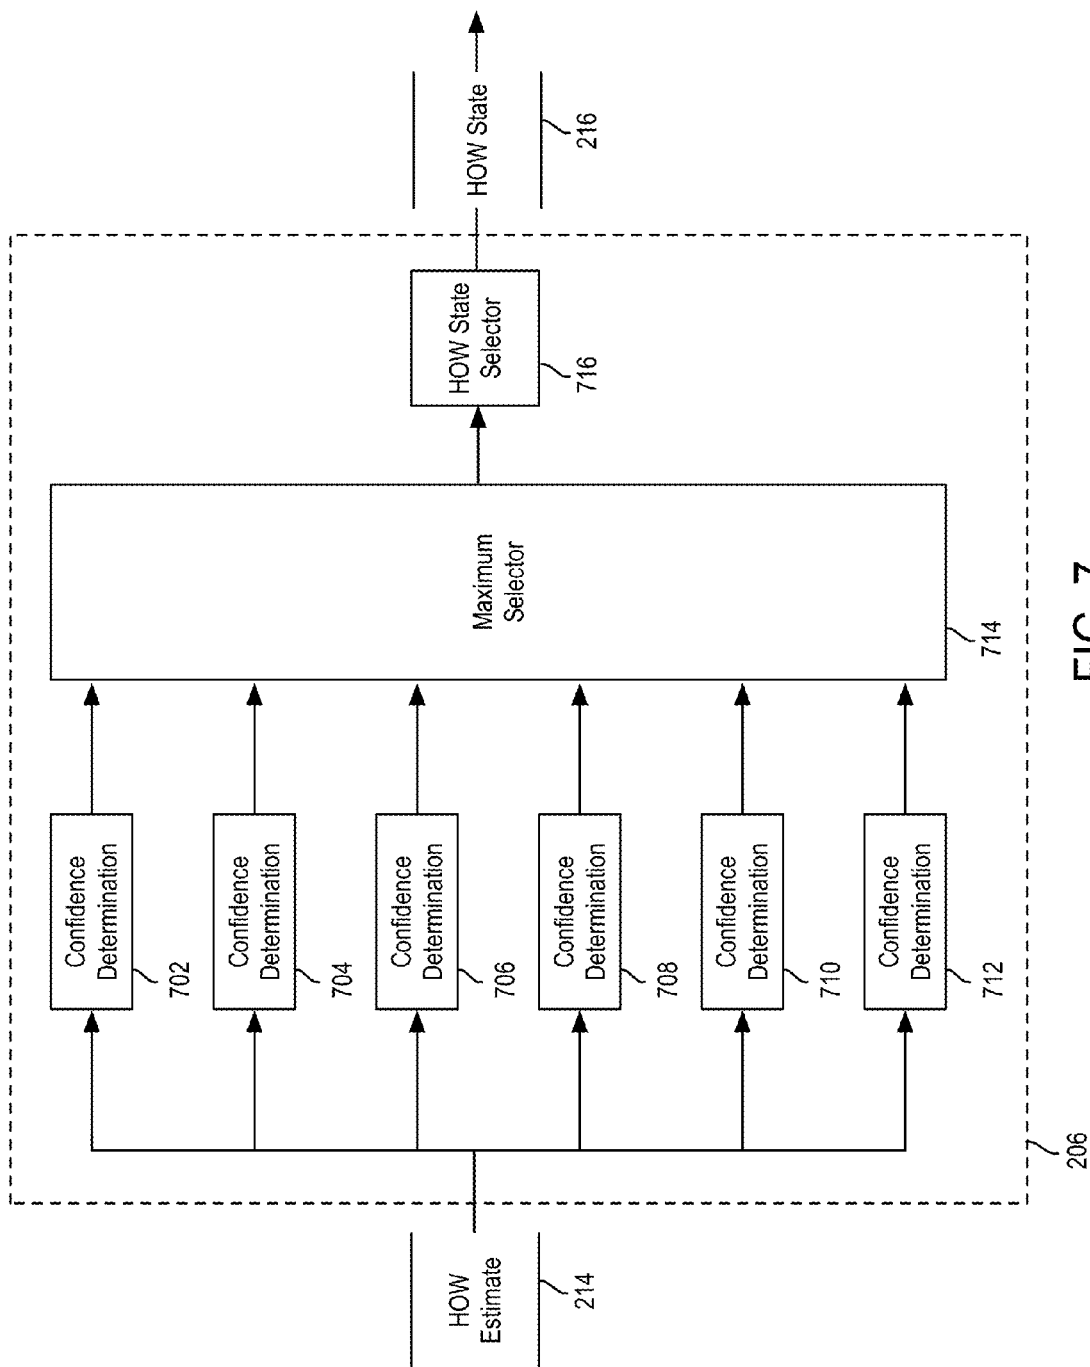 HOW
Estimate
214
206
Confidence
Determination
702
Confidence
Determination
704
Confidence
Determination
706
Confidence
Determination
708
Confidence
Determination
710
Confidence
Determination
712
Maximum
Selector
714
HOW State
Selector
716
HOW State
216
FIG. 7